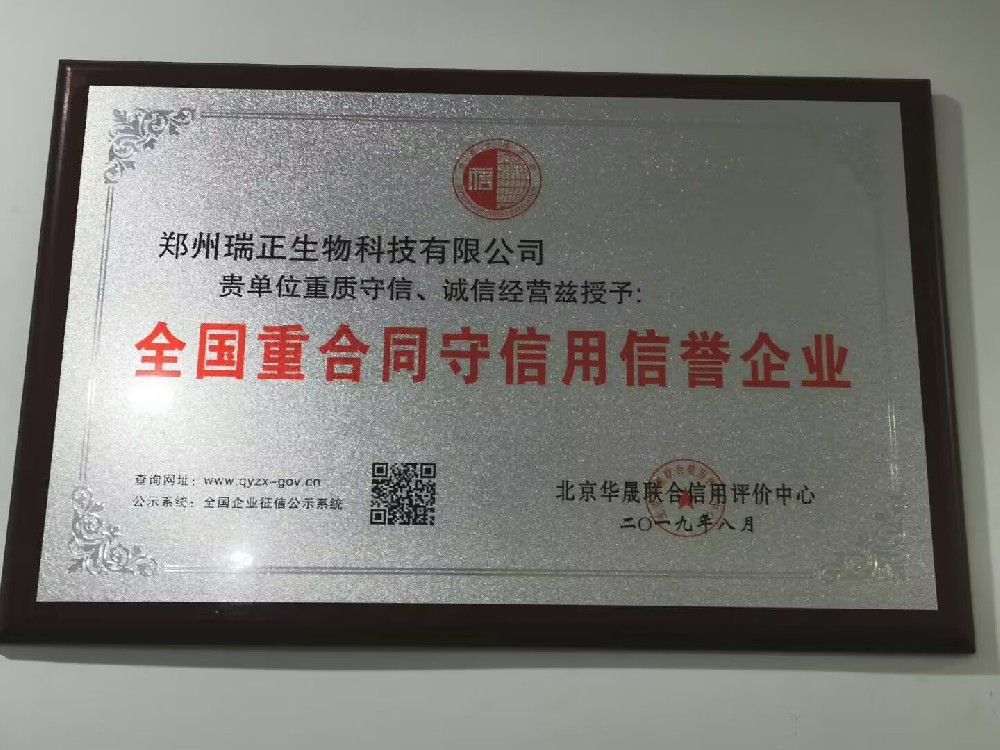 信
郑州瑞正生物科技有限公司
贵单位重质守信、诚信经营兹授予:
全国重合同守信用信誉企业
查询网址: www.qyzx-gov.cn
公示系统: 全国企业征信公示系统
北京华晟联合信用评价中心
二〇一九年八月